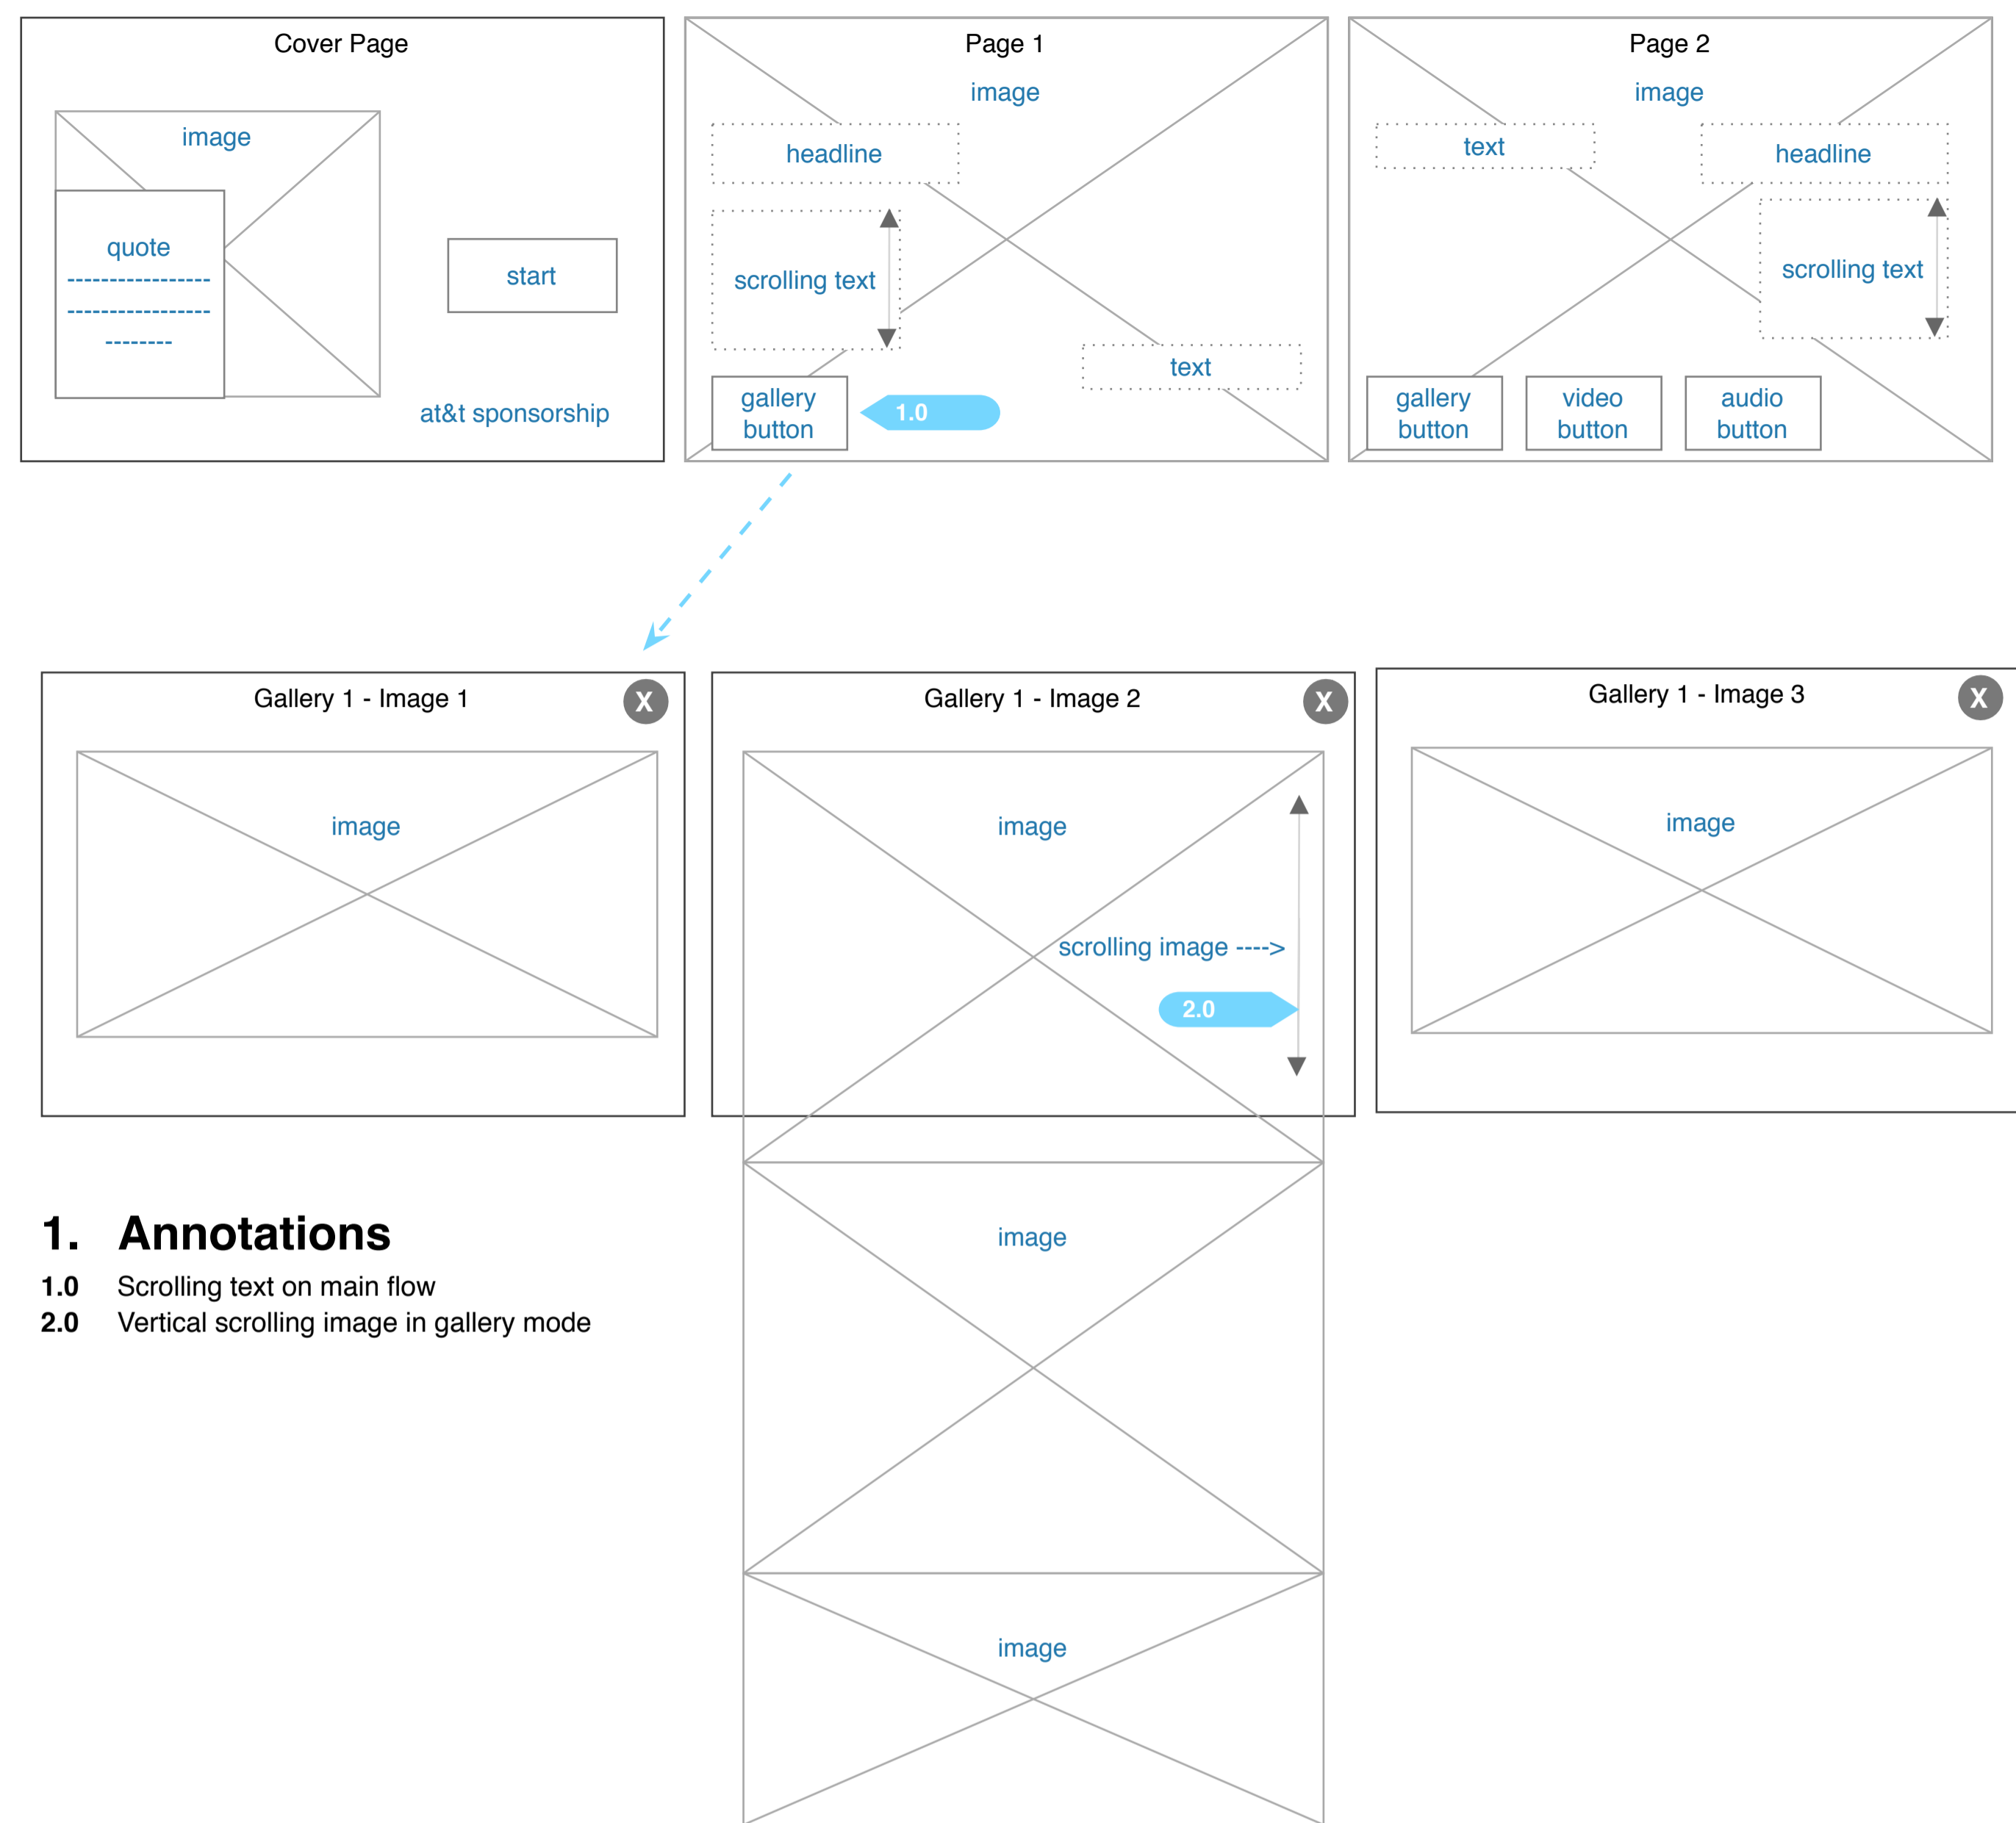 Cover Page
image
quote
------------------
------------------
--------
start
at&t sponsorship
Page 1
image
headline
scrolling text
text
gallery
button
1.0
Page 2
image
text
headline
scrolling text
gallery
button
video
button
audio
button
Gallery 1 - Image 1
X
image
Gallery 1 - Image 2
X
image
scrolling image ---->
2.0
image
image
Gallery 1 - Image 3
X
image
1. Annotations
1.0 Scrolling text on main flow
2.0 Vertical scrolling image in gallery mode